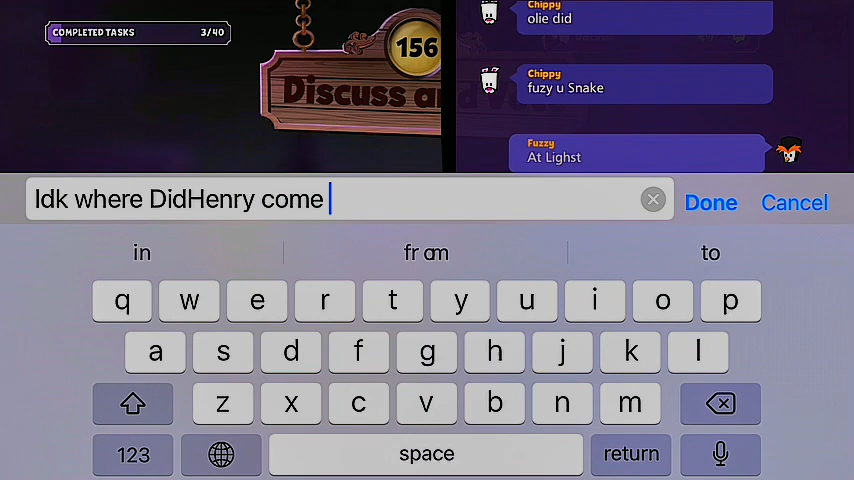 COMPLETED TASKS 3/40
156
Discuss an
Chippy
olie did
Chippy
fuzy u Snake
Fuzzy
At Lighst
Idk where DidHenry come
Done
Cancel
in
from
to
q w e r t y u i o p
a s d f g h j k l
z x c v b n m
123
space
return